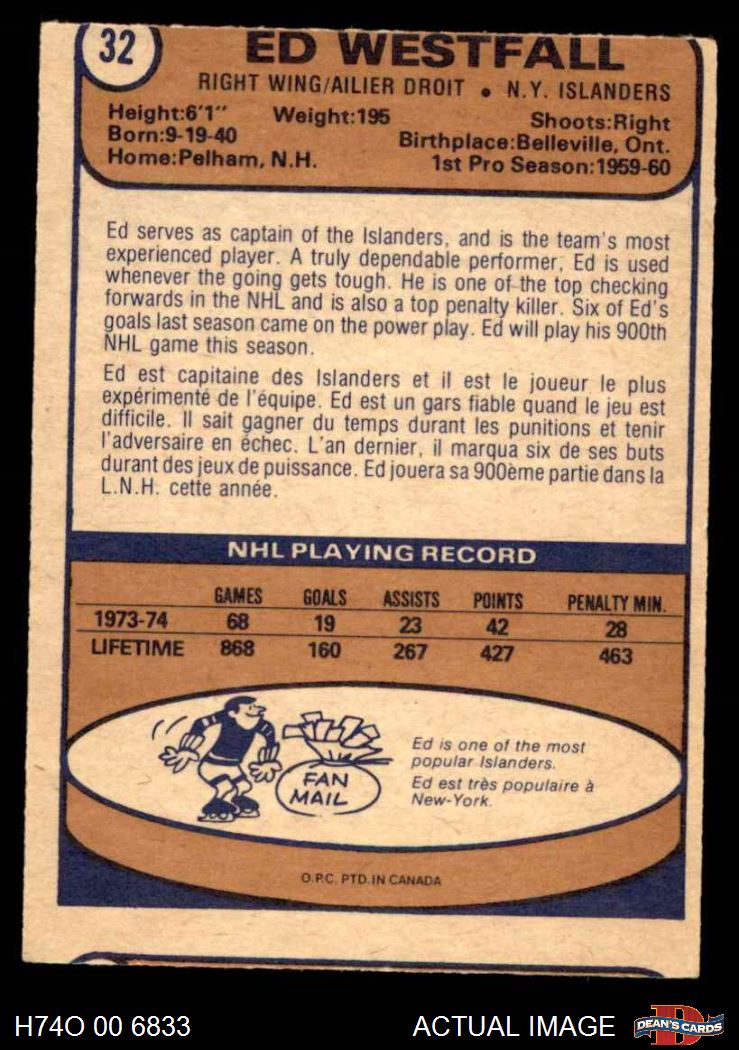 32
ED WESTFALL
RIGHT WING/AILIER DROIT • N.Y. ISLANDERS
Height:6'1" Weight:195 Shoots:Right
Born:9-19-40 Birthplace:Belleville, Ont.
Home:Pelham, N.H. 1st Pro Season:1959-60
Ed serves as captain of the Islanders, and is the team's most
experienced player. A truly dependable performer, Ed is used
whenever the going gets tough. He is one of the top checking
forwards in the NHL and is also a top penalty killer. Six of Ed's
goals last season came on the power play. Ed will play his 900th
NHL game this season.
Ed est capitaine des Islanders et il est le joueur le plus
expérimenté de l'équipe. Ed est un gars fiable quand le jeu est
difficile. Il sait gagner du temps durant les punitions et tenir
l'adversaire en échec. L'an dernier, il marqua six de ses buts
durant des jeux de puissance. Ed jouera sa 900ème partie dans la
L.N.H. cette année.
NHL PLAYING RECORD
GAMES GOALS ASSISTS POINTS PENALTY MIN.
1973-74 68 19 23 42 28
LIFETIME 868 160 267 427 463
FAN
MAIL
Ed is one of the most
popular Islanders.
Ed est très populaire à
New-York.
O.P.C. PTD. IN CANADA
H74O 00 6833 ACTUAL IMAGE DEAN'S CARDS